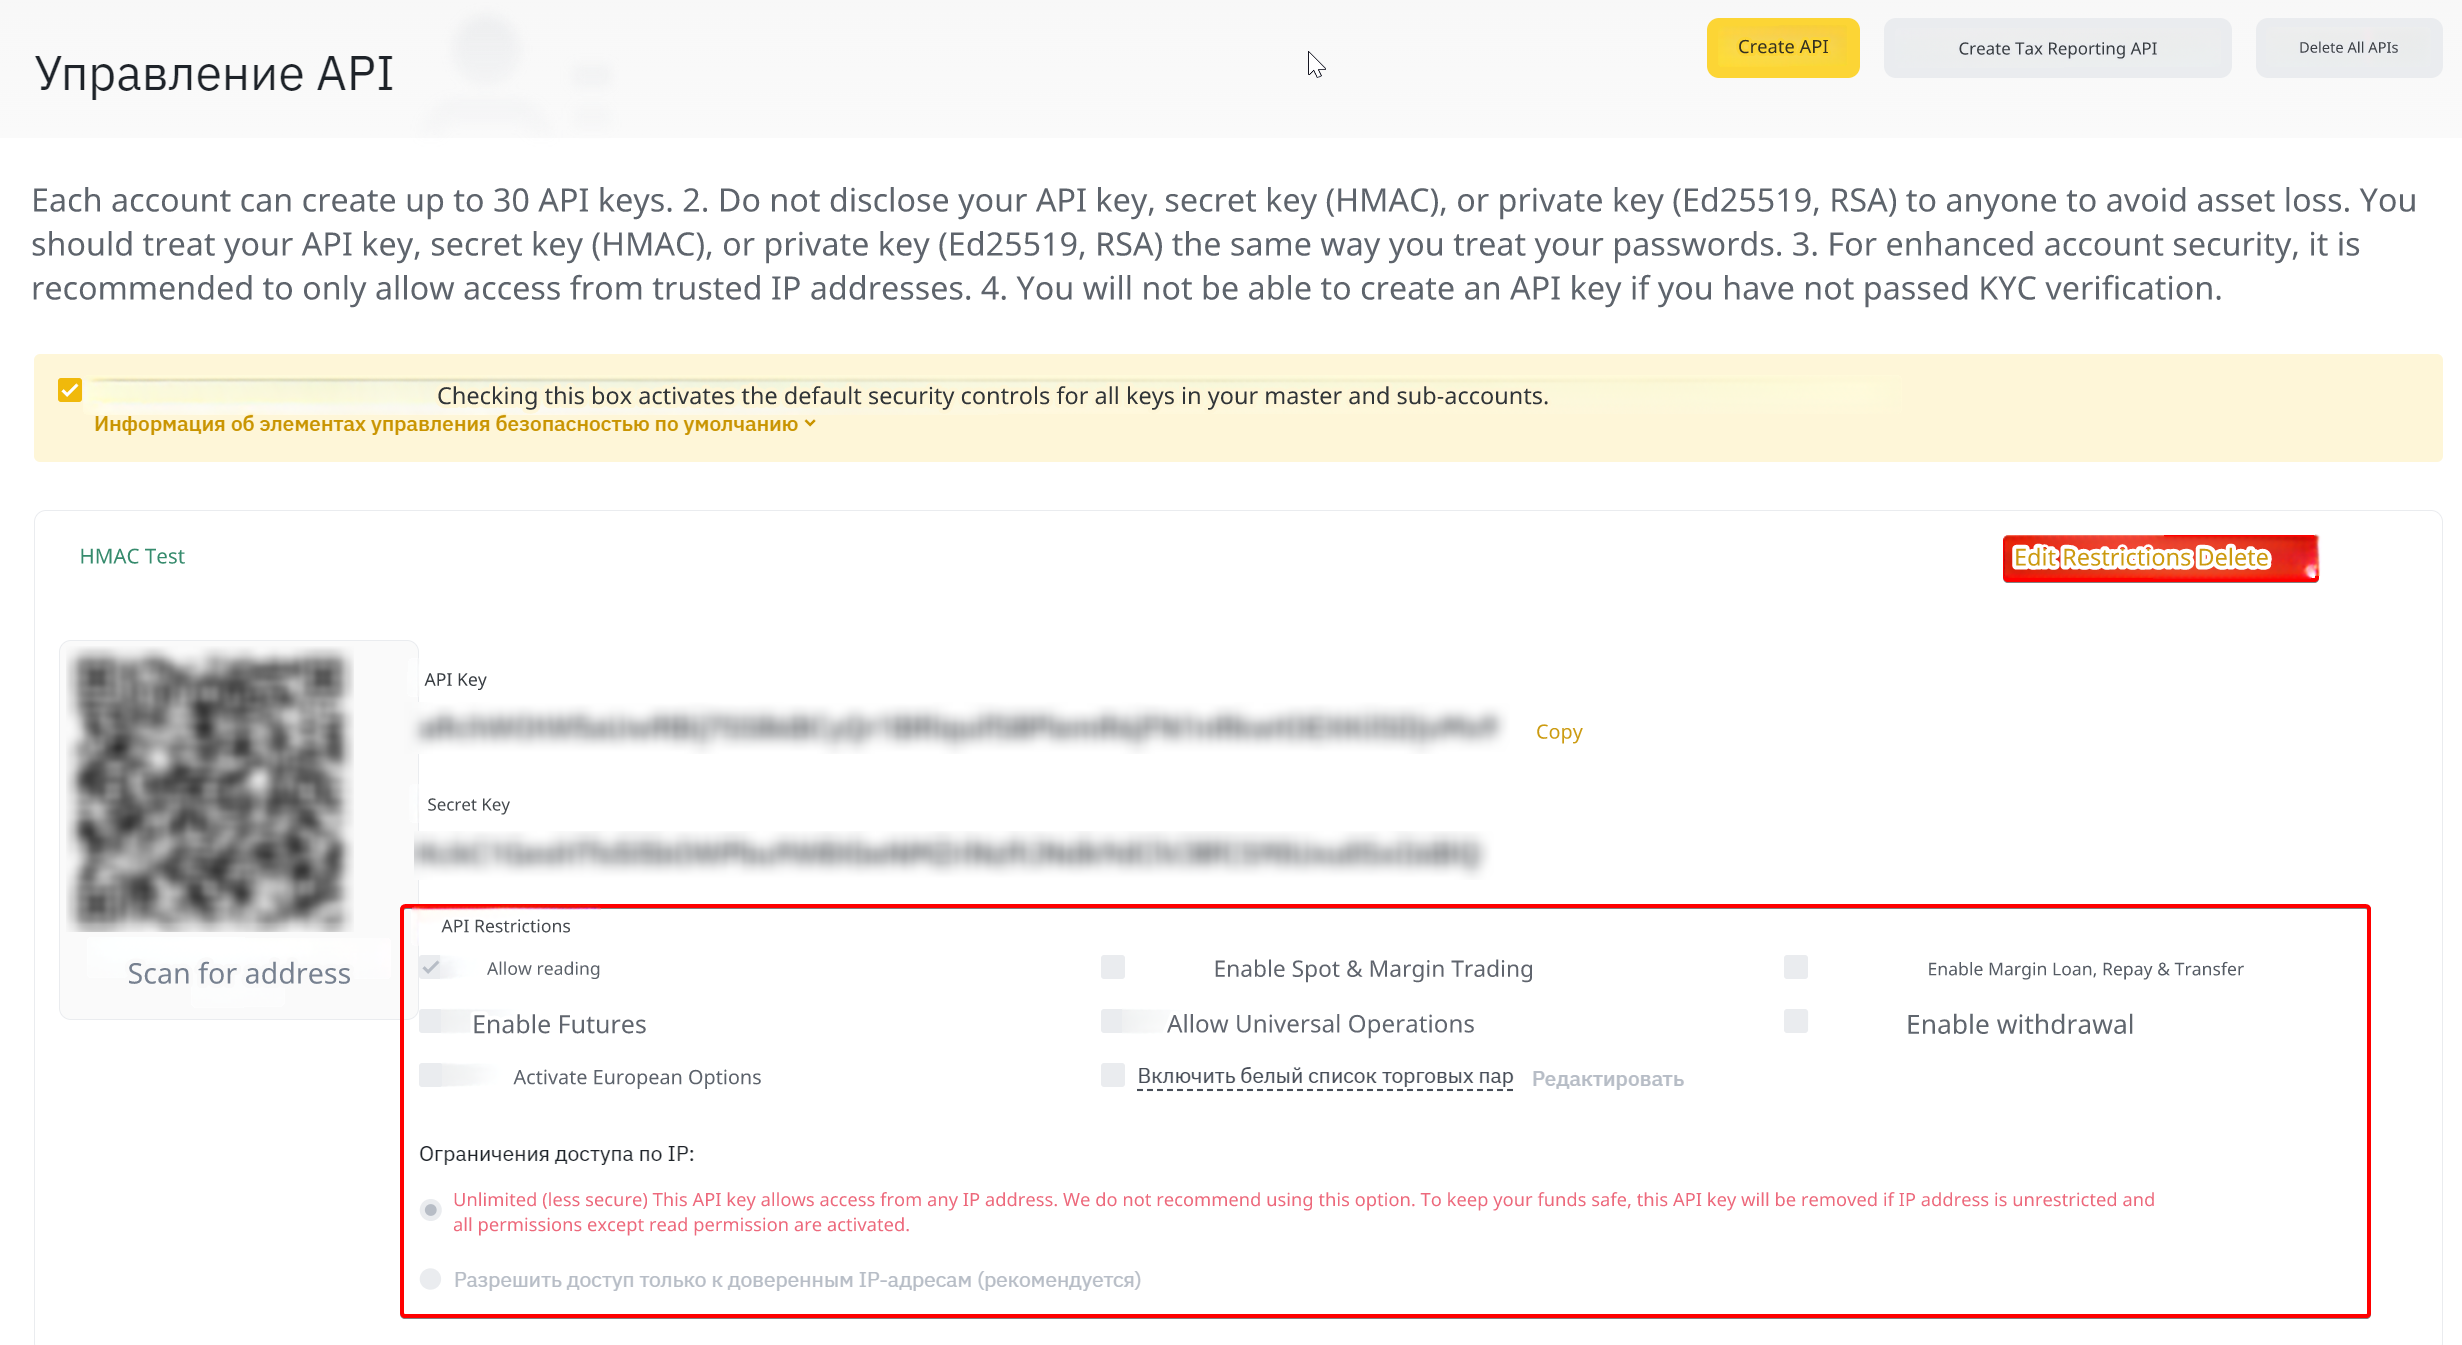 Управление API
Create API
Create Tax Reporting API
Delete All APIs
Each account can create up to 30 API keys. 2. Do not disclose your API key, secret key (HMAC), or private key (Ed25519, RSA) to anyone to avoid asset loss. You
should treat your API key, secret key (HMAC), or private key (Ed25519, RSA) the same way you treat your passwords. 3. For enhanced account security, it is
recommended to only allow access from trusted IP addresses. 4. You will not be able to create an API key if you have not passed KYC verification.
Checking this box activates the default security controls for all keys in your master and sub-accounts.
Информация об элементах управления безопасностью по умолчанию
HMAC Test
Edit Restrictions Delete
API Key
Copy
Secret Key
Scan for address
API Restrictions
Allow reading
Enable Spot & Margin Trading
Enable Margin Loan, Repay & Transfer
Enable Futures
Allow Universal Operations
Enable withdrawal
Activate European Options
Включить белый список торговых пар
Редактировать
Ограничения доступа по IP:
Unlimited (less secure) This API key allows access from any IP address. We do not recommend using this option. To keep your funds safe, this API key will be removed if IP address is unrestricted and
all permissions except read permission are activated.
Разрешить доступ только к доверенным IP-адресам (рекомендуется)